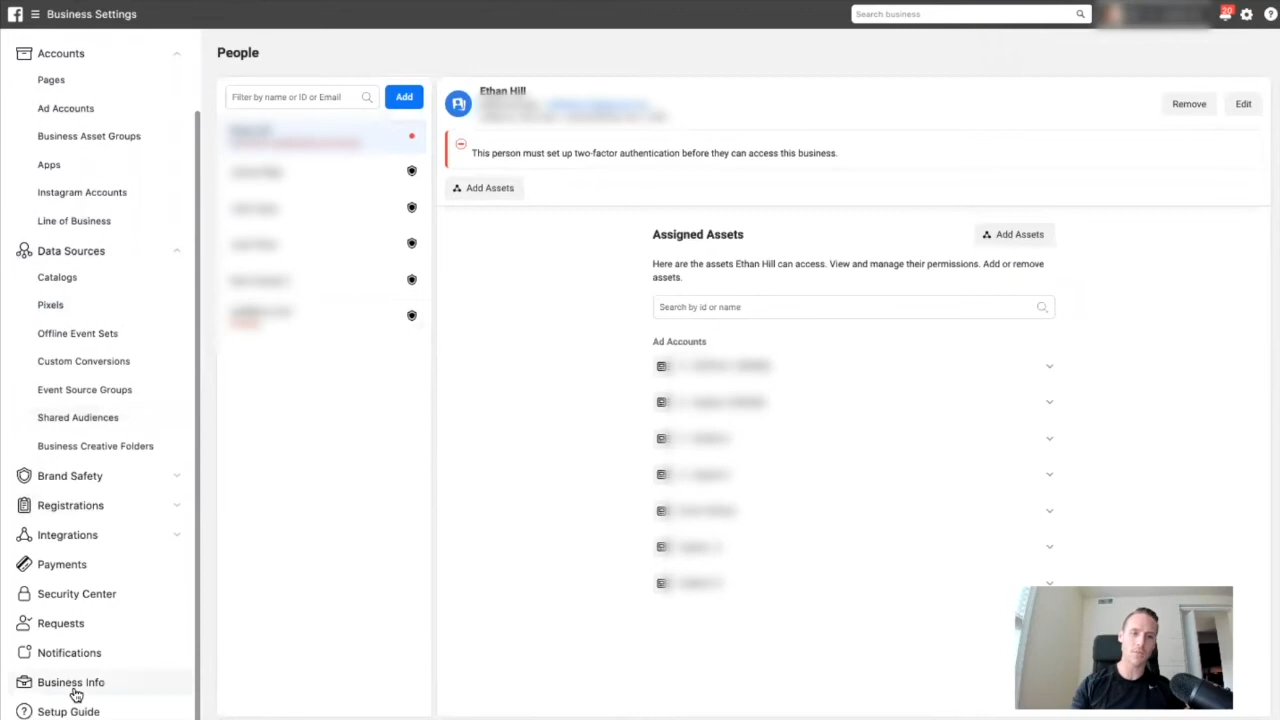 Business Settings
Search business
20
Accounts
Pages
Ad Accounts
Business Asset Groups
Apps
Instagram Accounts
Line of Business
Data Sources
Catalogs
Pixels
Offline Event Sets
Custom Conversions
Event Source Groups
Shared Audiences
Business Creative Folders
Brand Safety
Registrations
Integrations
Payments
Security Center
Requests
Notifications
Business Info
Setup Guide
People
Filter by name or ID or Email
Add
Ethan Hill
Remove
Edit
This person must set up two-factor authentication before they can access this business.
Add Assets
Assigned Assets
Add Assets
Here are the assets Ethan Hill can access. View and manage their permissions. Add or remove
assets.
Search by id or name
Ad Accounts